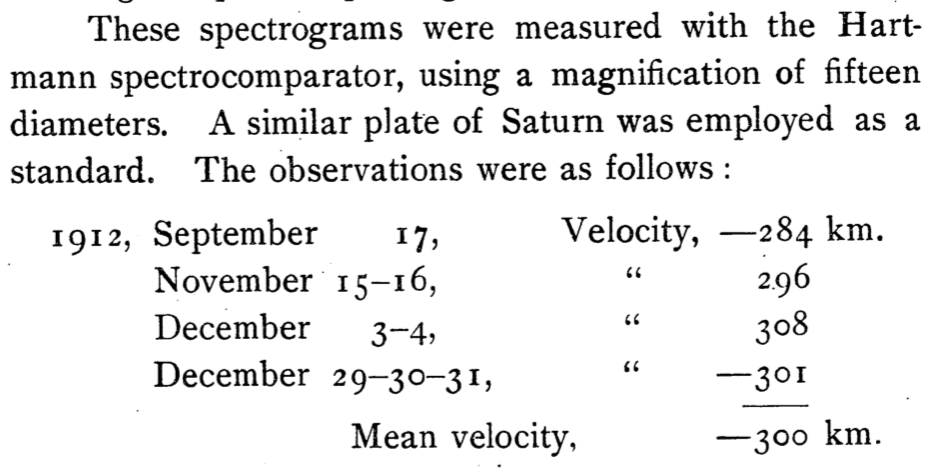 These spectrograms were measured with the Hart-
mann spectrocomparator, using a magnification of fifteen
diameters. A similar plate of Saturn was employed as a
standard. The observations were as follows :
1912, September 17, Velocity, —284 km.
November 15–16, “ 296
December 3–4, “ 308
December 29–30–31, “ —301
Mean velocity, —300 km.